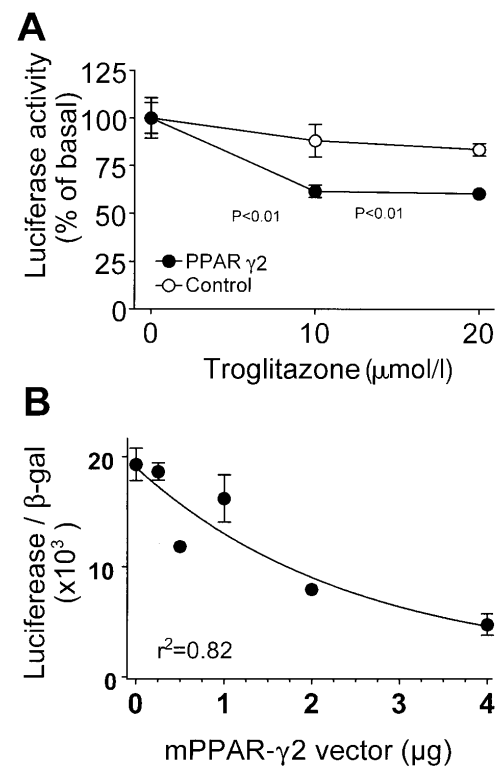 A
Luciferase activity
(% of basal)
125
100
75
50
25
0
P<0.01
P<0.01
PPAR γ2
Control
0
10
20
Troglitazone (μmol/l)
B
Luciferease / β-gal
(x10³)
20
10
0
r²=0.82
0
1
2
3
4
mPPAR-γ2 vector (μg)